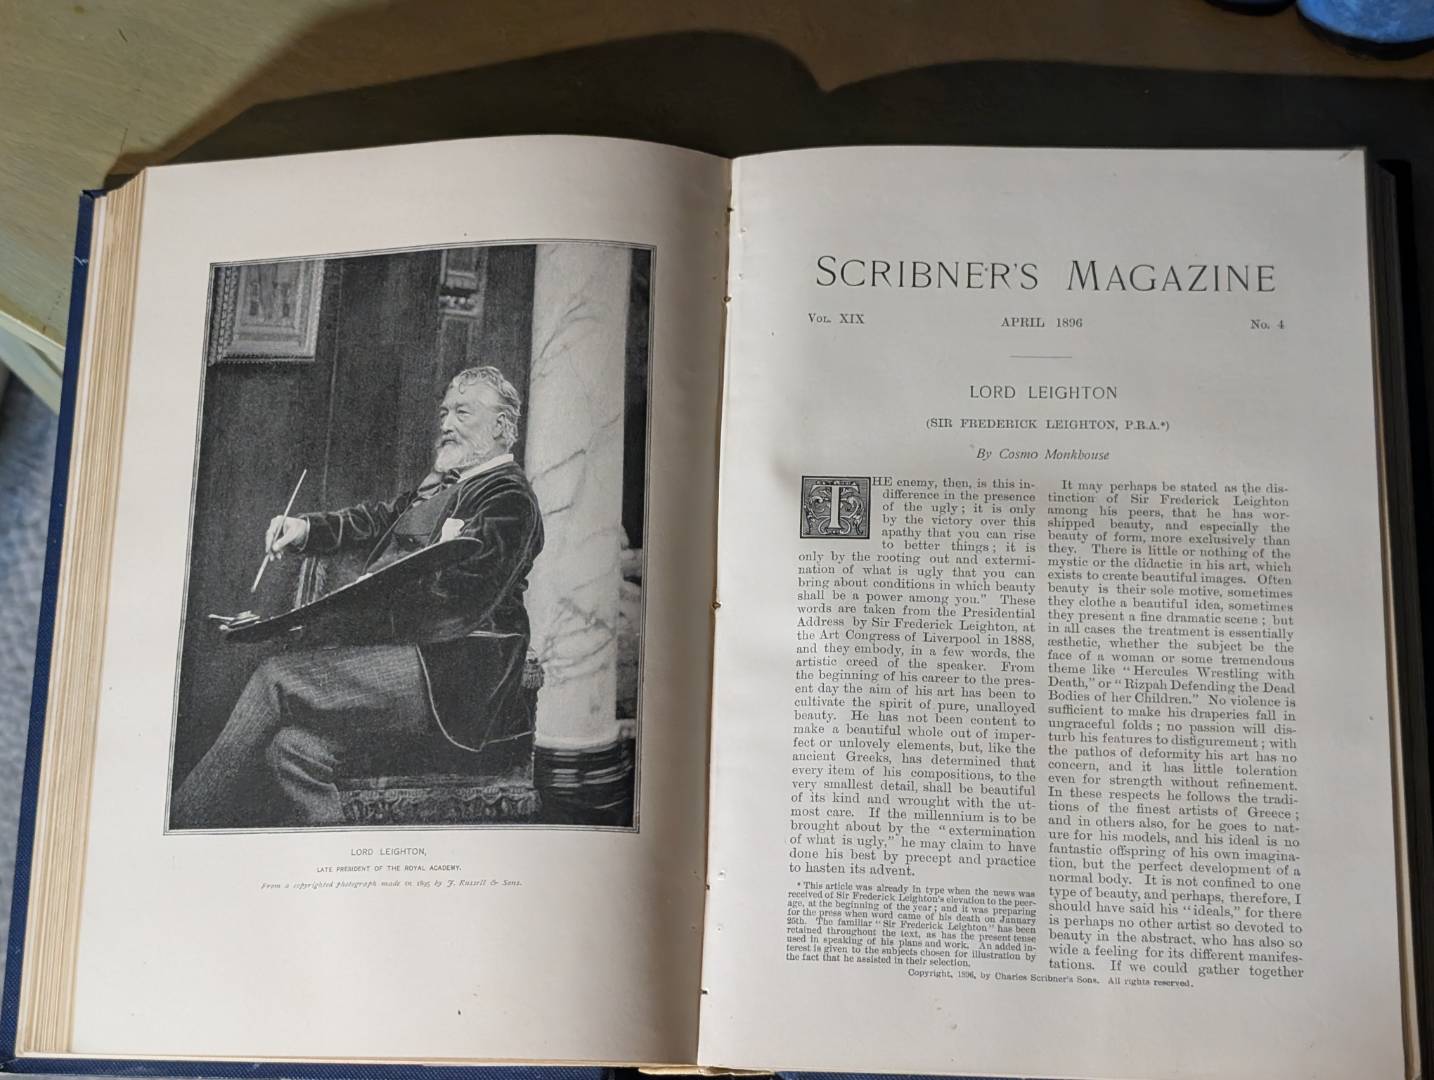 LORD LEIGHTON,
LATE PRESIDENT OF THE ROYAL ACADEMY.
From a copyrighted photograph made in 1895 by J. Russell & Sons.
SCRIBNER'S MAGAZINE
VOL. XIX APRIL 1896 No. 4
LORD LEIGHTON
(SIR FREDERICK LEIGHTON, P.R.A.*)
By Cosmo Monkhouse
THE enemy, then, is this in-
difference in the presence
of the ugly; it is only
by the victory over this
apathy that you can rise
to better things; it is
only by the rooting out and extermi-
nation of what is ugly that you can
bring about conditions in which beauty
shall be a power among you." These
words are taken from the Presidential
Address by Sir Frederick Leighton, at
the Art Congress of Liverpool in 1888,
and they embody, in a few words, the
artistic creed of the speaker. From
the beginning of his career to the pres-
ent day the aim of his art has been to
cultivate the spirit of pure, unalloyed
beauty. He has not been content to
make a beautiful whole out of imper-
fect or unlovely elements, but, like the
ancient Greeks, has determined that
every item of his compositions, to the
very smallest detail, shall be beautiful
of its kind and wrought with the ut-
most care. If the millennium is to be
brought about by the "extermination
of what is ugly," he may claim to have
done his best by precept and practice
to hasten its advent.
* This article was already in type when the news was
received of Sir Frederick Leighton's elevation to the peer-
age, at the beginning of the year; and it was preparing
for the press when word came of his death on January
25th. The familiar "Sir Frederick Leighton" has been
retained throughout the text, as has the present tense
used in speaking of his plans and work. An added in-
terest is given to the subjects chosen for illustration by
the fact that he assisted in their selection.
It may perhaps be stated as the dis-
tinction of Sir Frederick Leighton
among his peers, that he has wor-
shipped beauty, and especially the
beauty of form, more exclusively than
they. There is little or nothing of the
mystic or the didactic in his art, which
exists to create beautiful images. Often
beauty is their sole motive, sometimes
they clothe a beautiful idea, sometimes
they present a fine dramatic scene; but
in all cases the treatment is essentially
æsthetic, whether the subject be the
face of a woman or some tremendous
theme like "Hercules Wrestling with
Death," or "Rizpah Defending the Dead
Bodies of her Children." No violence is
sufficient to make his draperies fall in
ungraceful folds; no passion will dis-
turb his features to disfigurement; with
the pathos of deformity his art has no
concern, and it has little toleration
even for strength without refinement.
In these respects he follows the tradi-
tions of the finest artists of Greece;
and in others also, for he goes to nat-
ure for his models, and his ideal is no
fantastic offspring of his own imagina-
tion, but the perfect development of a
normal body. It is not confined to one
type of beauty, and perhaps, therefore, I
should have said his "ideals," for there
is perhaps no other artist so devoted to
beauty in the abstract, who has also so
wide a feeling for its different manifes-
tations. If we could gather together
Copyright, 1896, by Charles Scribner's Sons. All rights reserved.